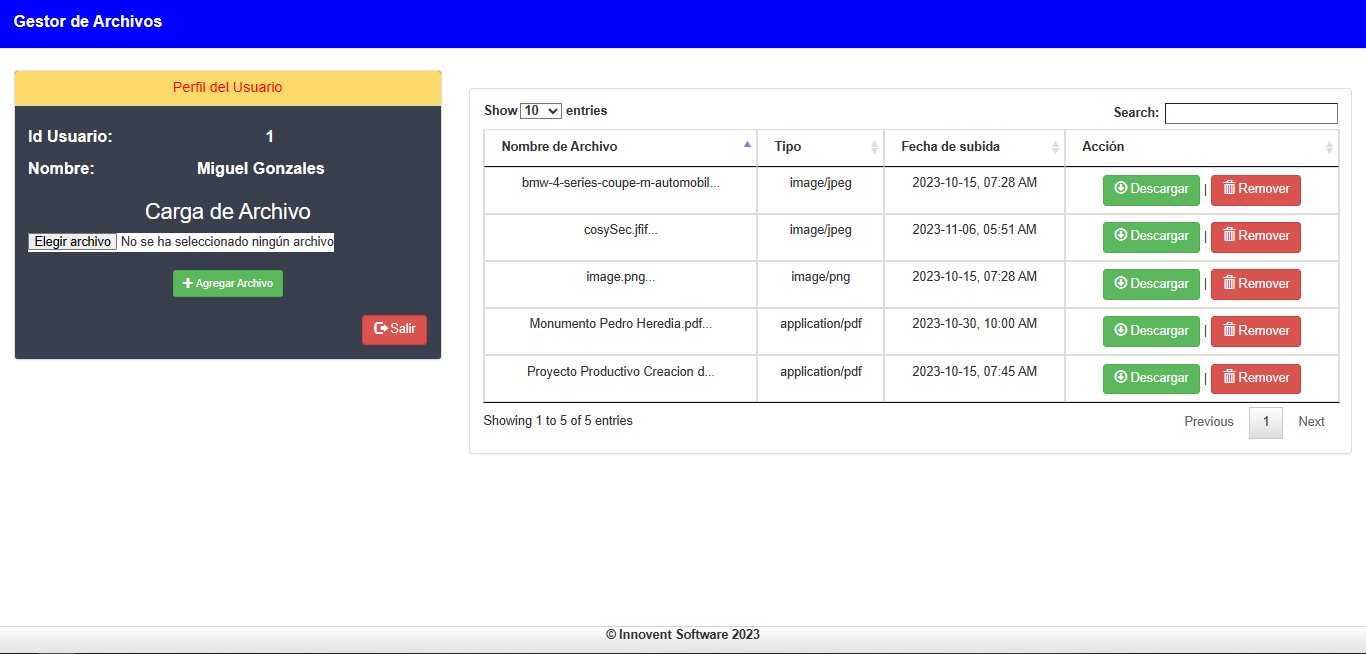 Gestor de Archivos
Perfil del Usuario
Id Usuario: 1
Nombre: Miguel Gonzales
Carga de Archivo
Elegir archivo No se ha seleccionado ningún archivo
Agregar Archivo
Salir
Show 10 entries Search:
Nombre de Archivo Tipo Fecha de subida Acción
bmw-4-series-coupe-m-automobil... image/jpeg 2023-10-15, 07:28 AM Descargar | Remover
cosySec.jfif... image/jpeg 2023-11-06, 05:51 AM Descargar | Remover
image.png... image/png 2023-10-15, 07:28 AM Descargar | Remover
Monumento Pedro Heredia.pdf... application/pdf 2023-10-30, 10:00 AM Descargar | Remover
Proyecto Productivo Creacion d... application/pdf 2023-10-15, 07:45 AM Descargar | Remover
Showing 1 to 5 of 5 entries Previous 1 Next
© Innovent Software 2023